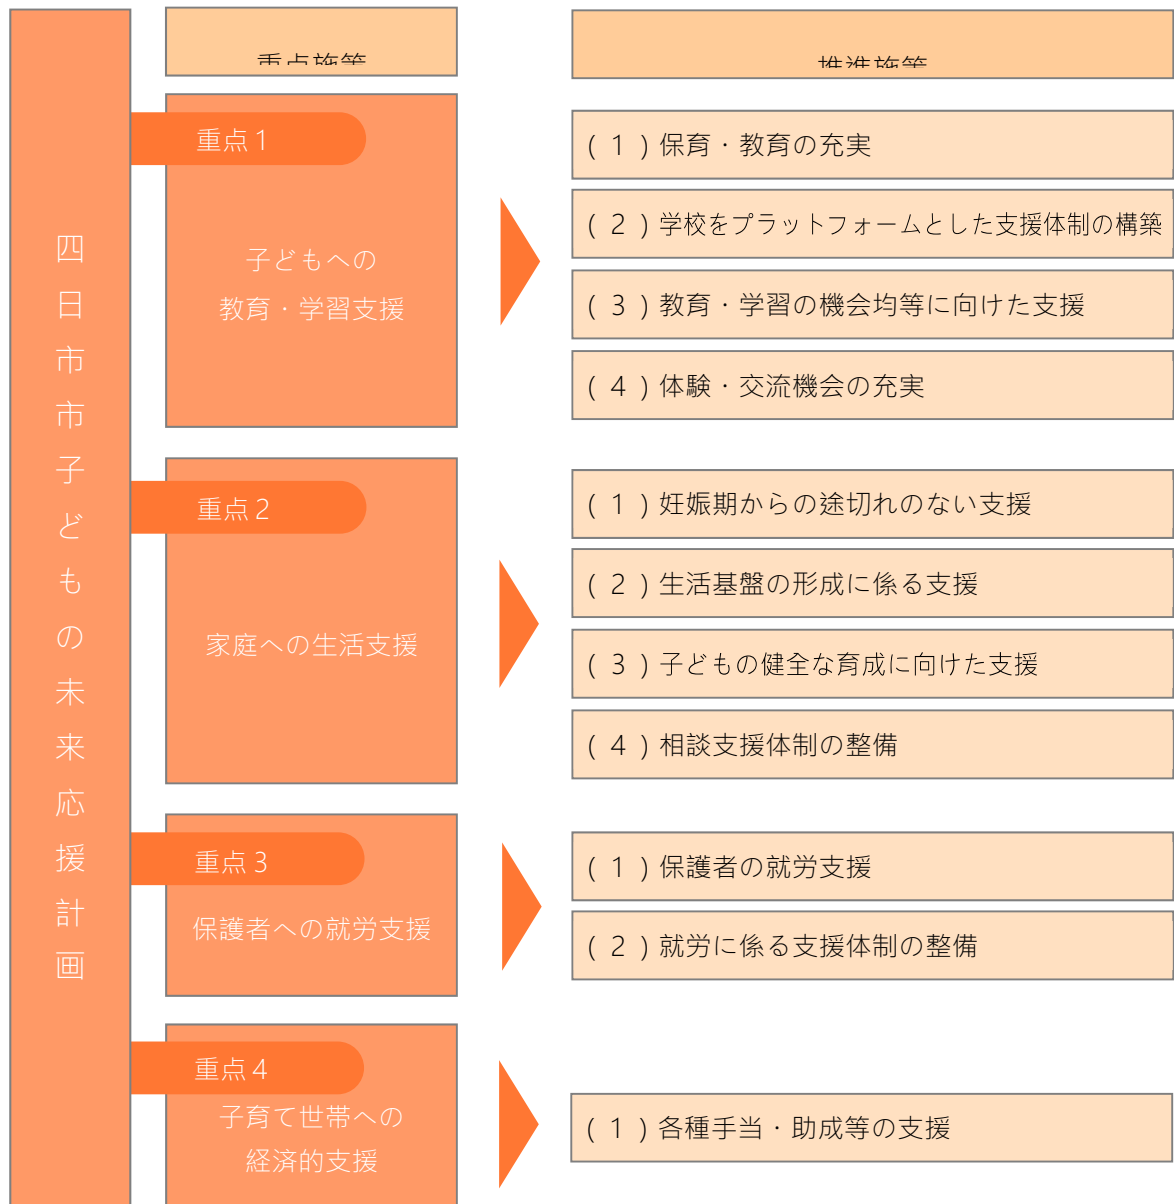 四日市市子どもの未来応援計画
重点施策
推進施策
重点１
子どもへの
教育・学習支援
(１)保育・教育の充実
(２)学校をプラットフォームとした支援体制の構築
(３)教育・学習の機会均等に向けた支援
(４)体験・交流機会の充実
重点２
家庭への生活支援
(１)妊娠期からの途切れのない支援
(２)生活基盤の形成に係る支援
(３)子どもの健全な育成に向けた支援
(４)相談支援体制の整備
重点３
保護者への就労支援
(１)保護者の就労支援
(２)就労に係る支援体制の整備
重点４
子育て世帯への
経済的支援
(１)各種手当・助成等の支援